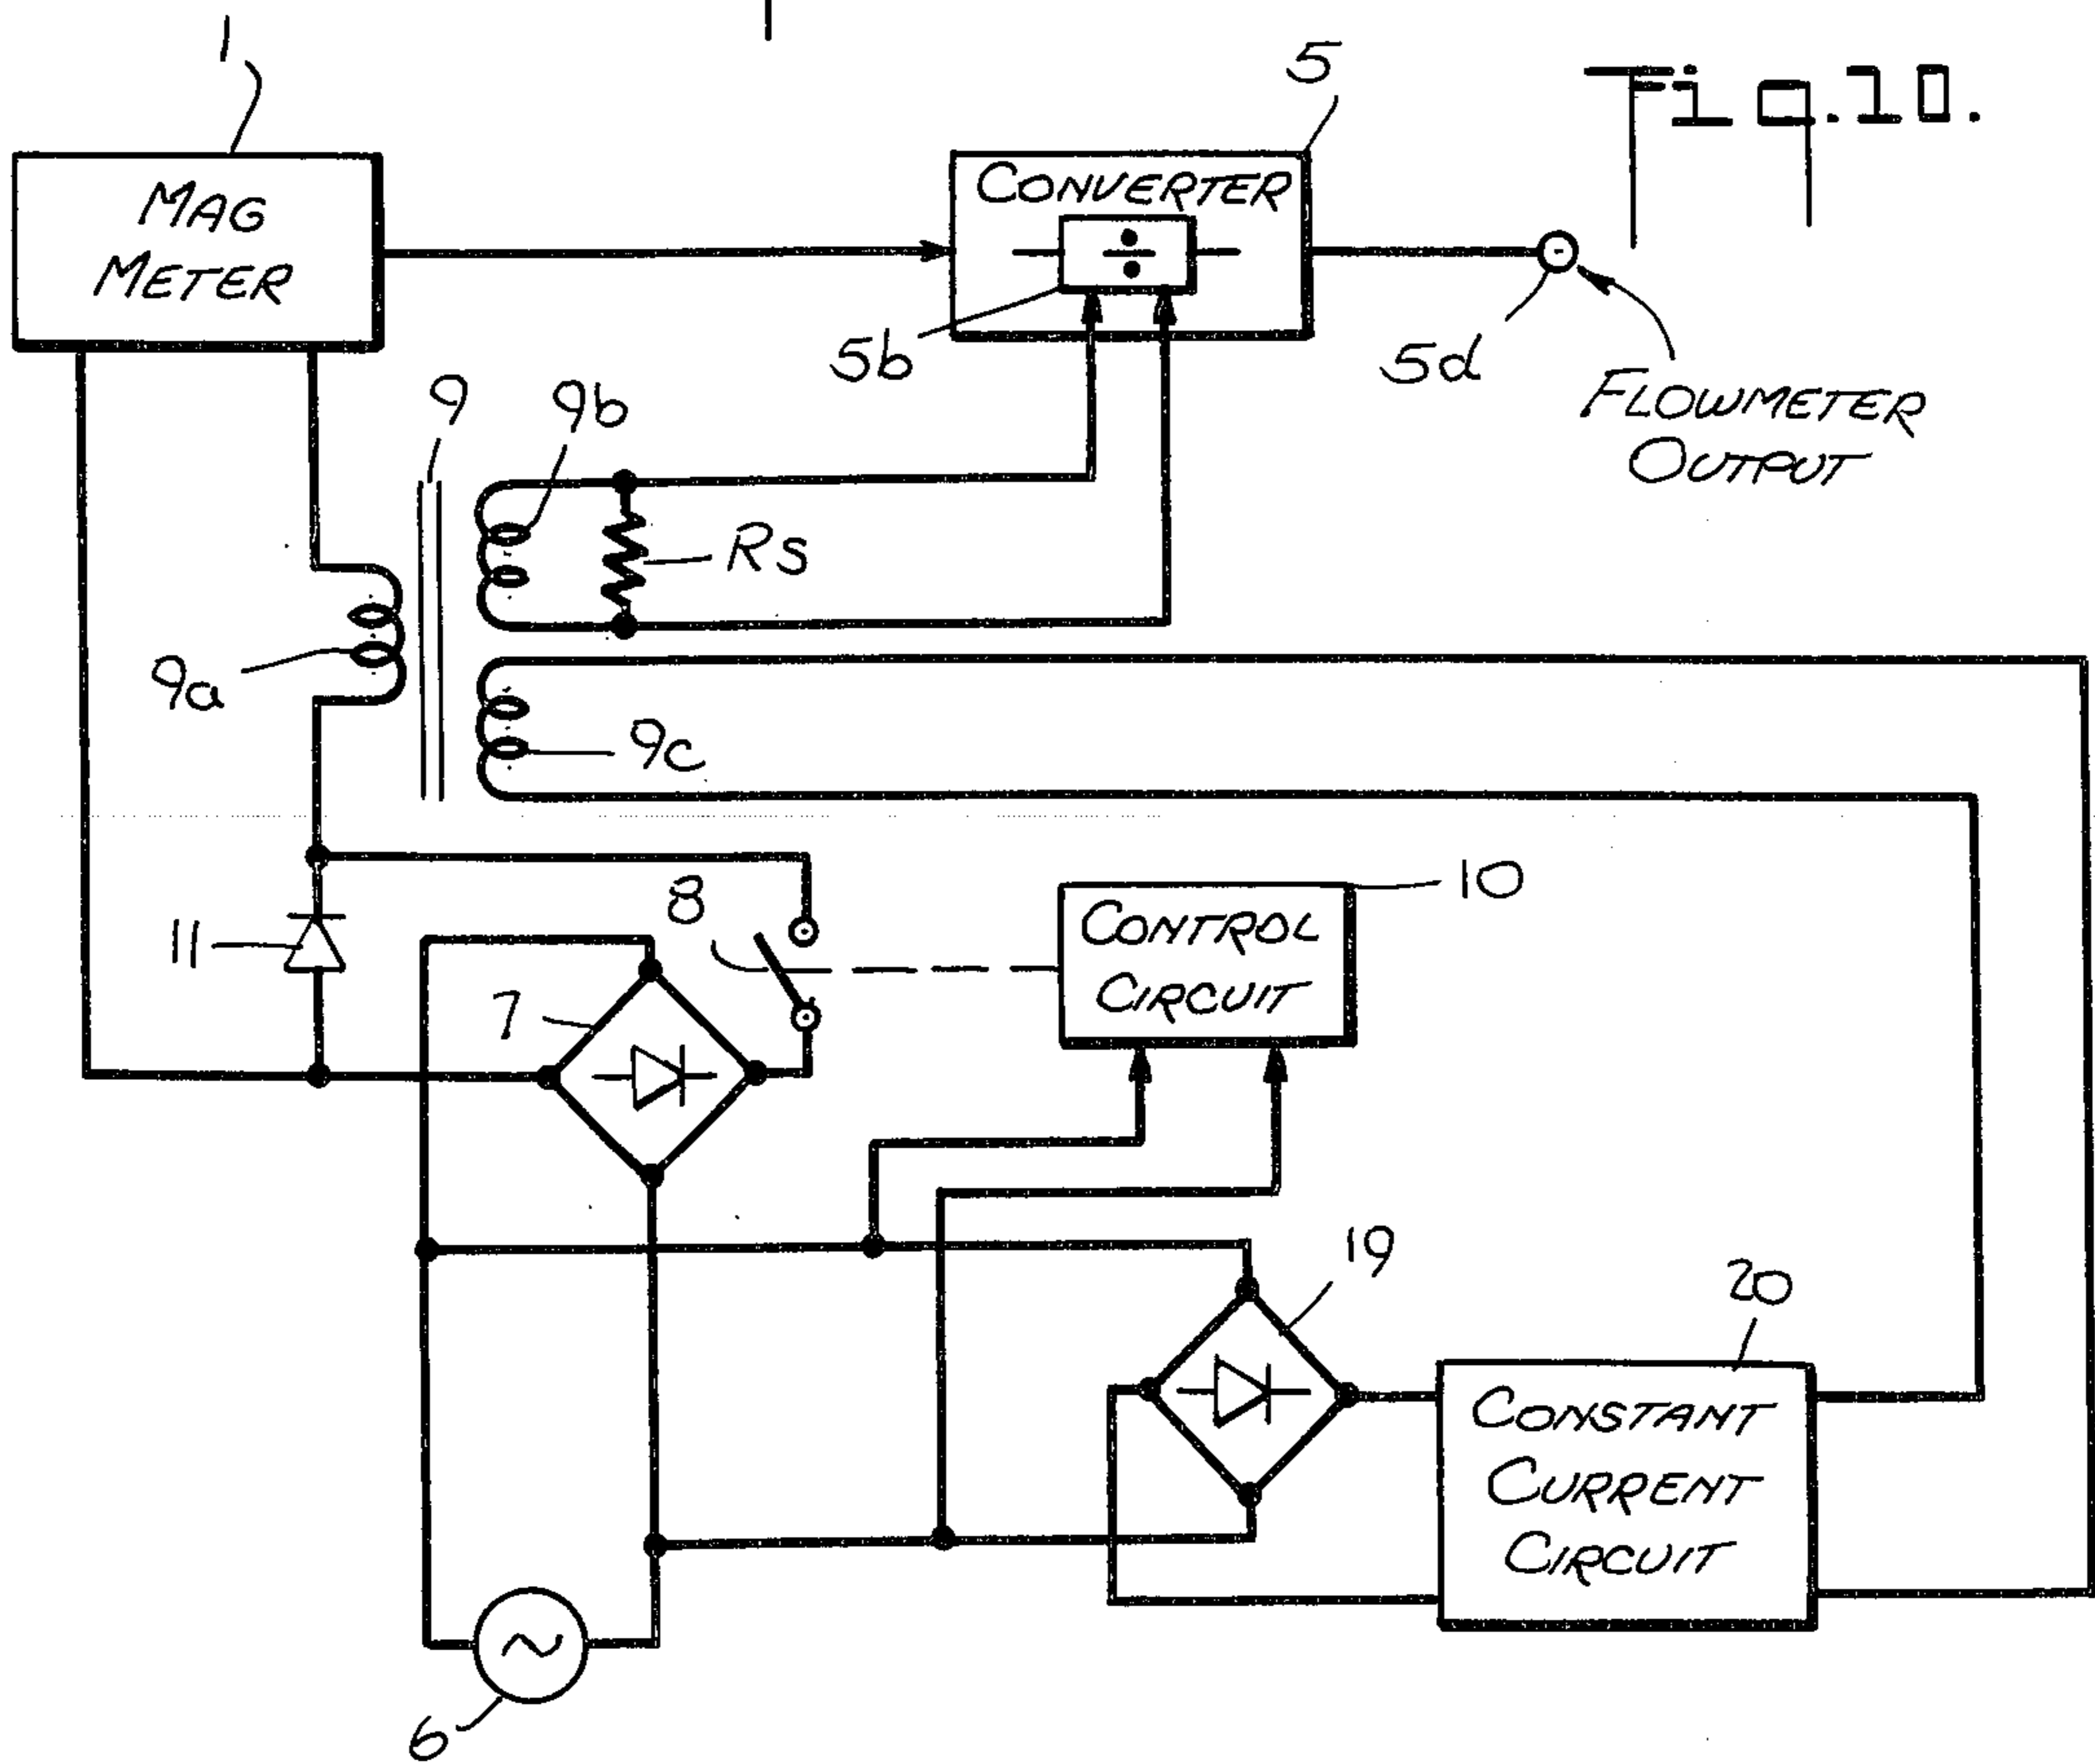 Fig.10.
1
MAG
METER
5
CONVERTER
÷
5b
5d
FLOWMETER
OUTPUT
9
9b
Rs
9a
9c
8
10
CONTROL
CIRCUIT
11
7
19
20
CONSTANT
CURRENT
CIRCUIT
6